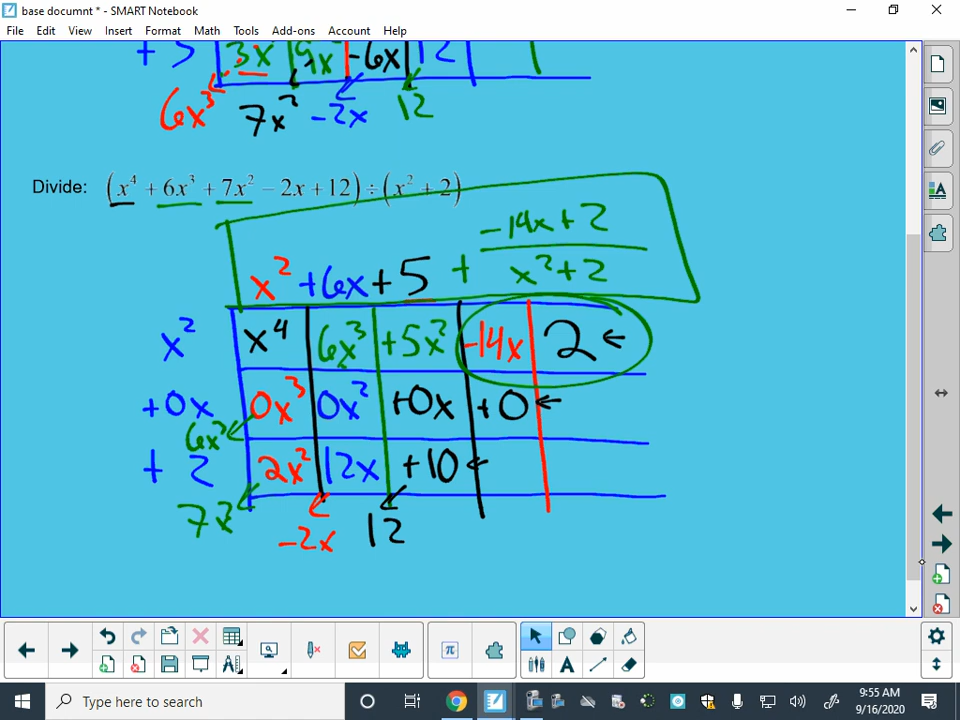 base documnt * - SMART Notebook
File Edit View Insert Format Math Tools Add-ons Account Help
+ 3x 9x² -6x 12
6x³ 7x² -2x 12
Divide: (x⁴ + 6x³ + 7x² − 2x + 12) ÷ (x² + 2)
-14x+2
x² +6x + 5 + x²+2
x² x⁴ 6x³ +5x² -14x 2 ←
+0x 0x³ 0x² +0x +0 ←
6x³
+ 2 2x² 12x +10 ←
7x²
-2x 12
π
A
Type here to search
9:55 AM
9/16/2020